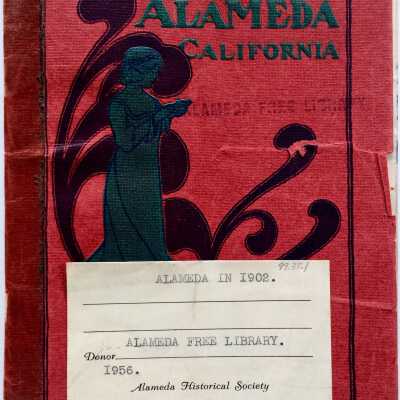 ALAMEDA
CALIFORNIA
ALAMEDA FREE LIBRARY
ALAMEDA IN 1902.
ALAMEDA FREE LIBRARY.
Donor
1956.
Alameda Historical Society